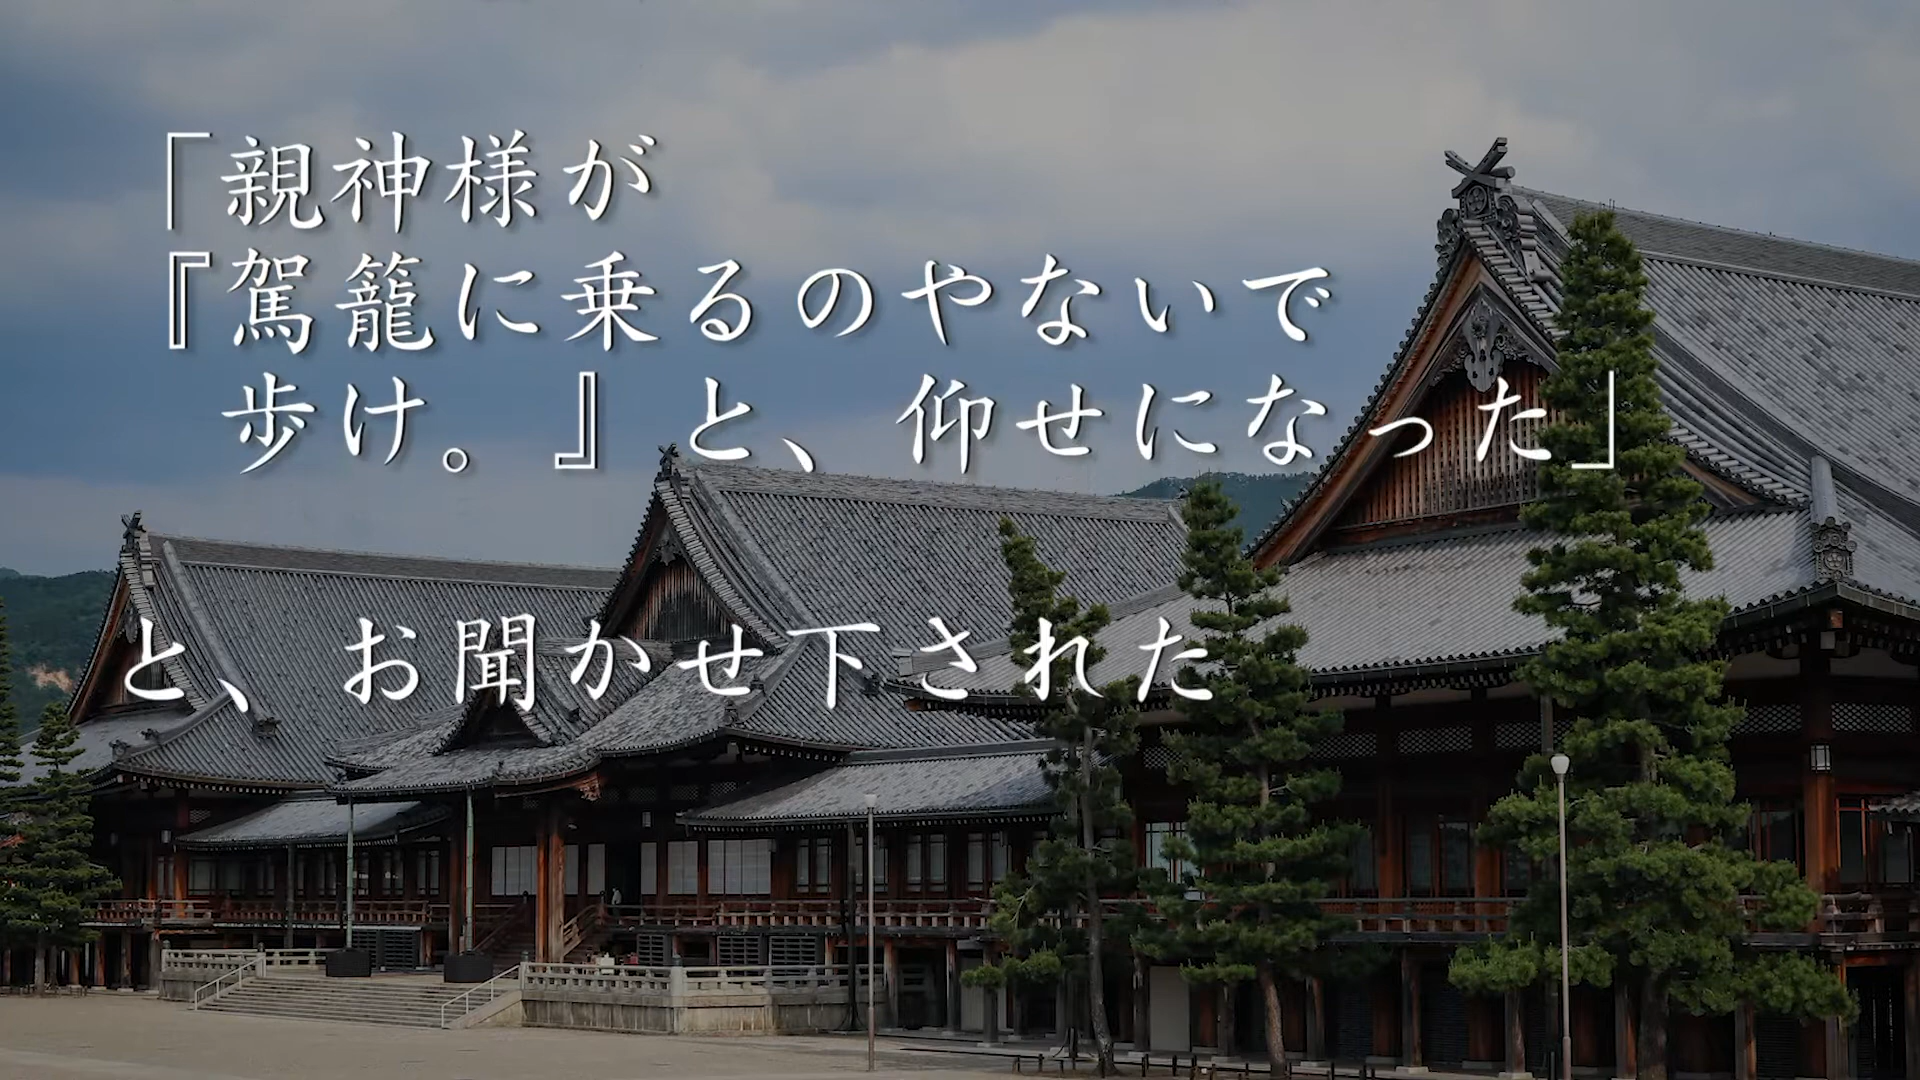 「親神様が
『駕籠に乗るのやないで
歩け。』と、仰せになった」
と、お聞かせ下された